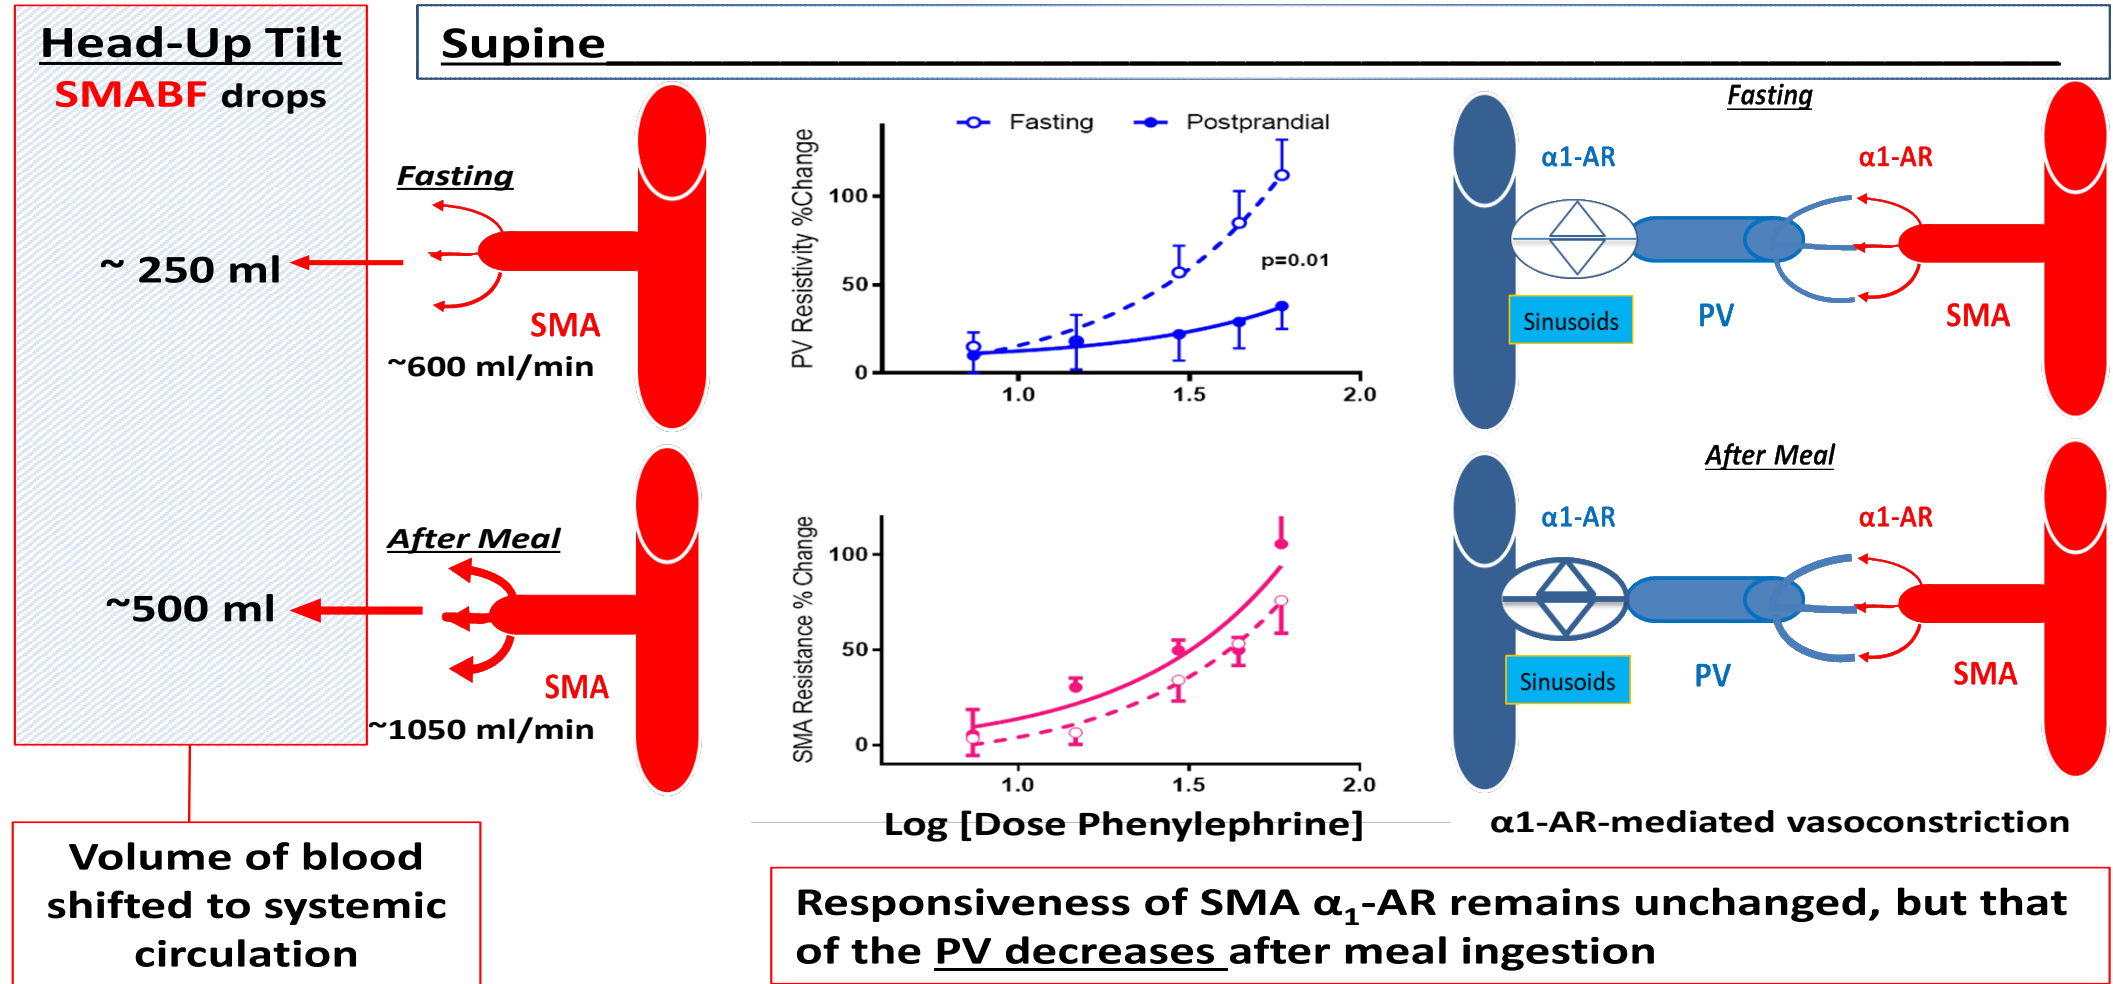 Head-Up Tilt
SMABF drops
~ 250 ml
~500 ml
Volume of blood
shifted to systemic
circulation
Supine
Fasting
SMA
~600 ml/min
After Meal
SMA
~1050 ml/min
Fasting Postprandial
PV Resistivity %Change
100
50
0
p=0.01
1.0 1.5 2.0
SMA Resistance % Change
100
50
0
1.0 1.5 2.0
Log [Dose Phenylephrine]
Fasting
α1-AR α1-AR
Sinusoids PV SMA
After Meal
α1-AR α1-AR
Sinusoids PV SMA
α1-AR-mediated vasoconstriction
Responsiveness of SMA α₁-AR remains unchanged, but that
of the PV decreases after meal ingestion